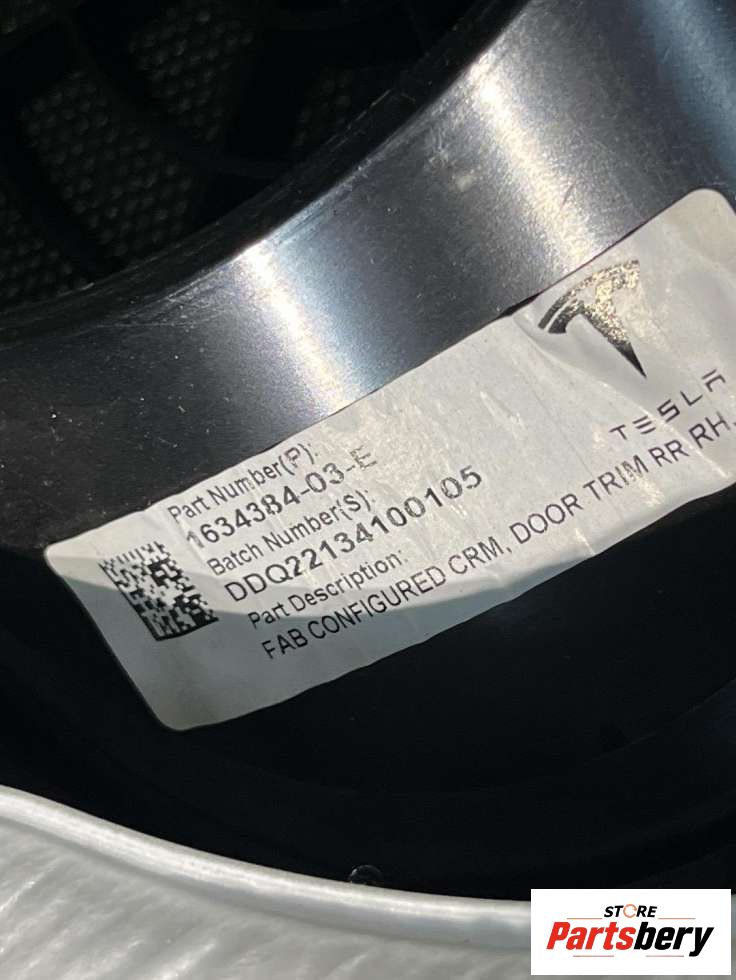 Part Number(P):
1634384-03-E
Batch Number(S):
DDQ22134100105
Part Description:
FAB CONFIGURED CRM, DOOR TRIM RR RH,
TESLA
STORE
Partsbery